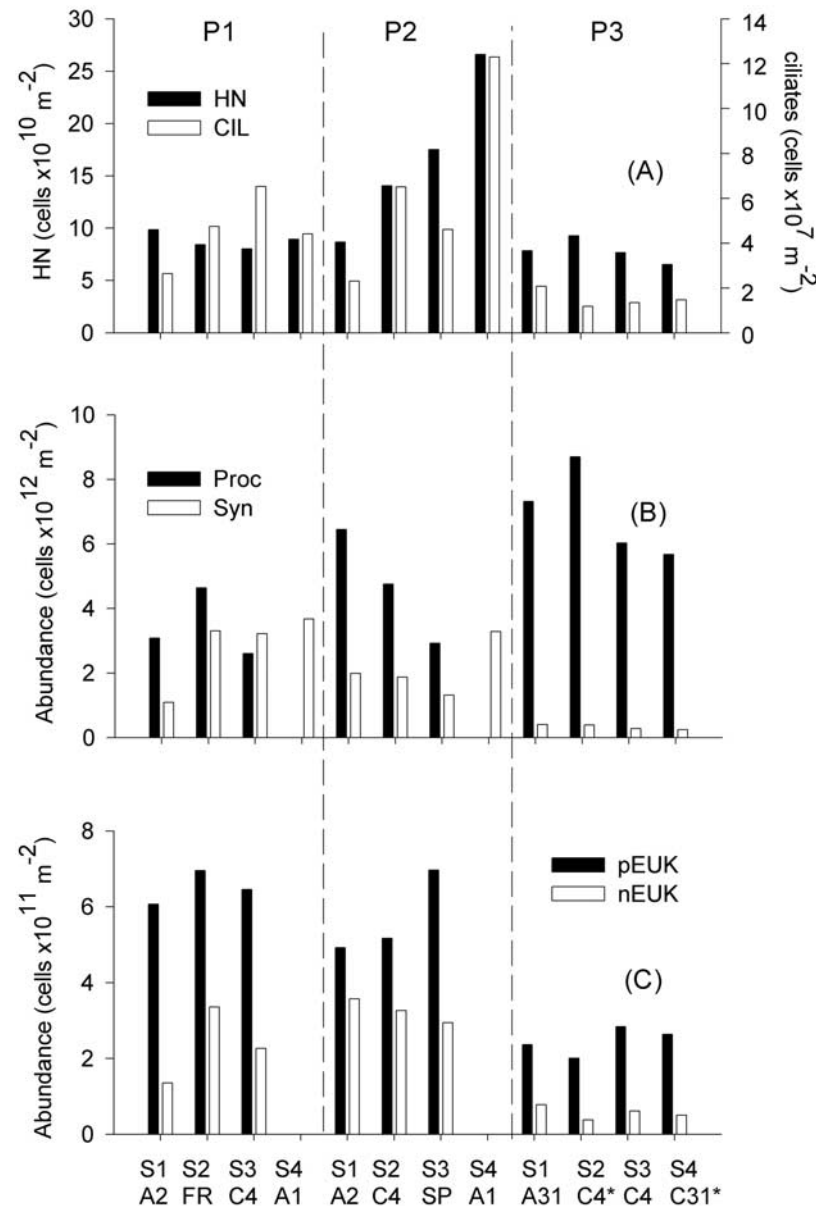 P1 P2 P3
HN (cells x10^10 m^-2)
30
25
20
15
10
5
0
HN
CIL
(A)
14
12
10
8
6
4
2
0
ciliates (cells x10^7 m^-2)
Abundance (cells x10^12 m^-2)
10
8
6
4
2
0
Proc
Syn
(B)
Abundance (cells x10^11 m^-2)
8
6
4
2
0
pEUK
nEUK
(C)
S1 S2 S3 S4 S1 S2 S3 S4 S1 S2 S3 S4
A2 FR C4 A1 A2 C4 SP A1 A31 C4* C4 C31*